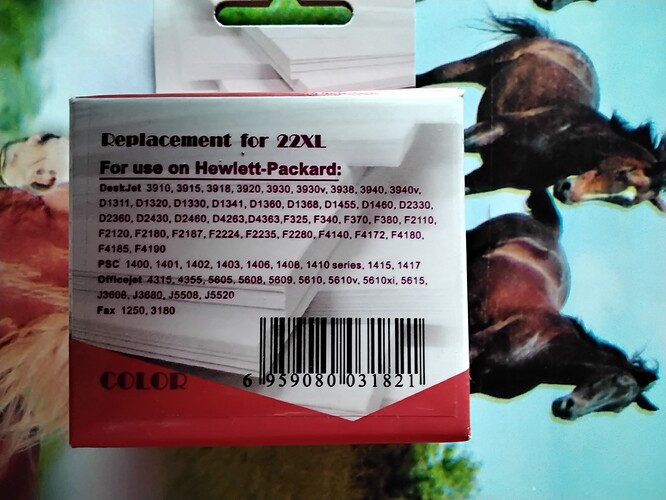 Replacement for 22XL
For use on Hewlett-Packard:
DeskJet 3910, 3915, 3918, 3920, 3930, 3930v, 3938, 3940, 3940v,
D1311, D1320, D1330, D1341, D1360, D1368, D1455, D1460, D2330,
D2360, D2430, D2460, D4263,D4363,F325, F340, F370, F380, F2110,
F2120, F2180, F2187, F2224, F2235, F2280, F4140, F4172, F4180,
F4185, F4190
PSC 1400, 1401, 1402, 1403, 1406, 1408, 1410 series, 1415, 1417
Officejet 4315, 4355, 5605, 5608, 5609, 5610, 5610v, 5610xi, 5615,
J3606, J3680, J5508, J5520
Fax 1250, 3180
COLOR
6 959080 031821